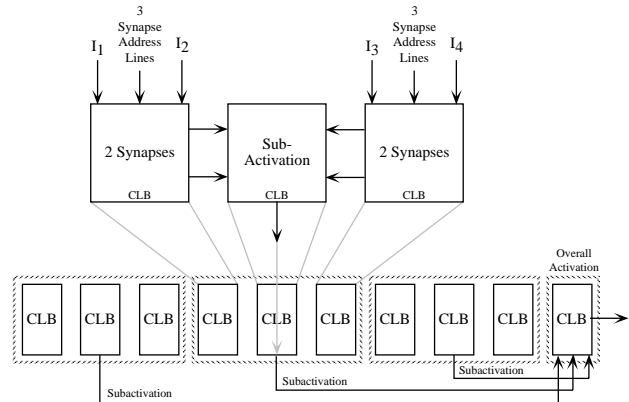 3
Synapse
Address
Lines
I1
I2
3
Synapse
Address
Lines
I3
I4
2 Synapses
CLB
Sub-
Activation
CLB
2 Synapses
CLB
Overall
Activation
CLB
CLB
CLB
CLB
CLB
CLB
CLB
CLB
CLB
CLB
Subactivation
Subactivation
Subactivation